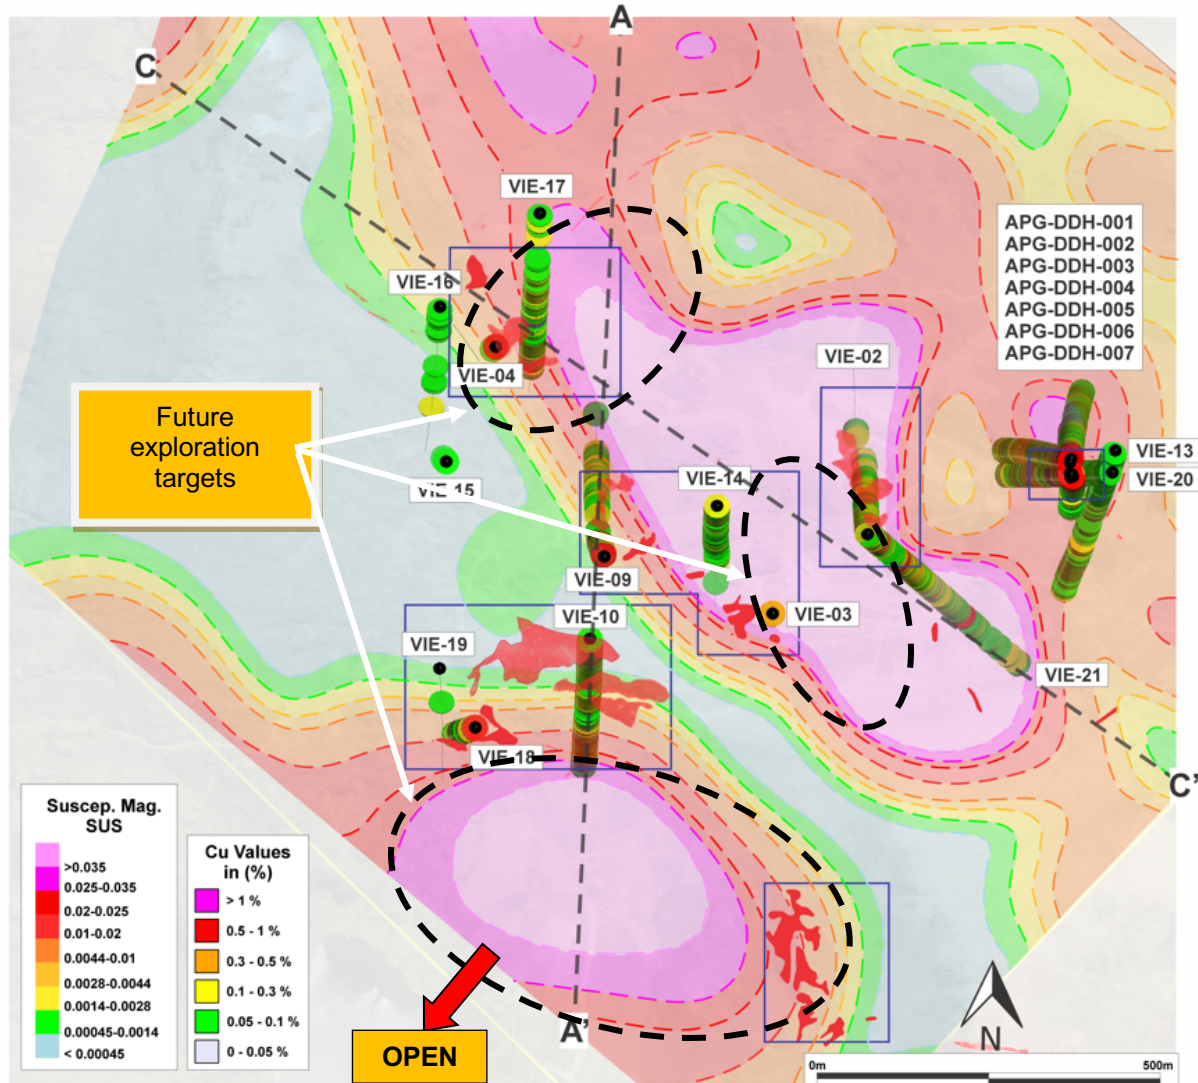 A
C
VIE-17
APG-DDH-001
APG-DDH-002
APG-DDH-003
APG-DDH-004
APG-DDH-005
APG-DDH-006
APG-DDH-007
VIE-16
VIE-02
VIE-04
Future
exploration
targets
VIE-13
VIE-20
VIE-14
VIE-15
VIE-09
VIE-03
VIE-10
VIE-19
VIE-21
VIE-18
C'
Suscep. Mag.
SUS
>0.035
0.025-0.035
0.02-0.025
0.01-0.02
0.0044-0.01
0.0028-0.0044
0.0014-0.0028
0.00045-0.0014
< 0.00045
Cu Values
in (%)
> 1 %
0.5 - 1 %
0.3 - 0.5 %
0.1 - 0.3 %
0.05 - 0.1 %
0 - 0.05 %
A'
OPEN
N
0m 500m